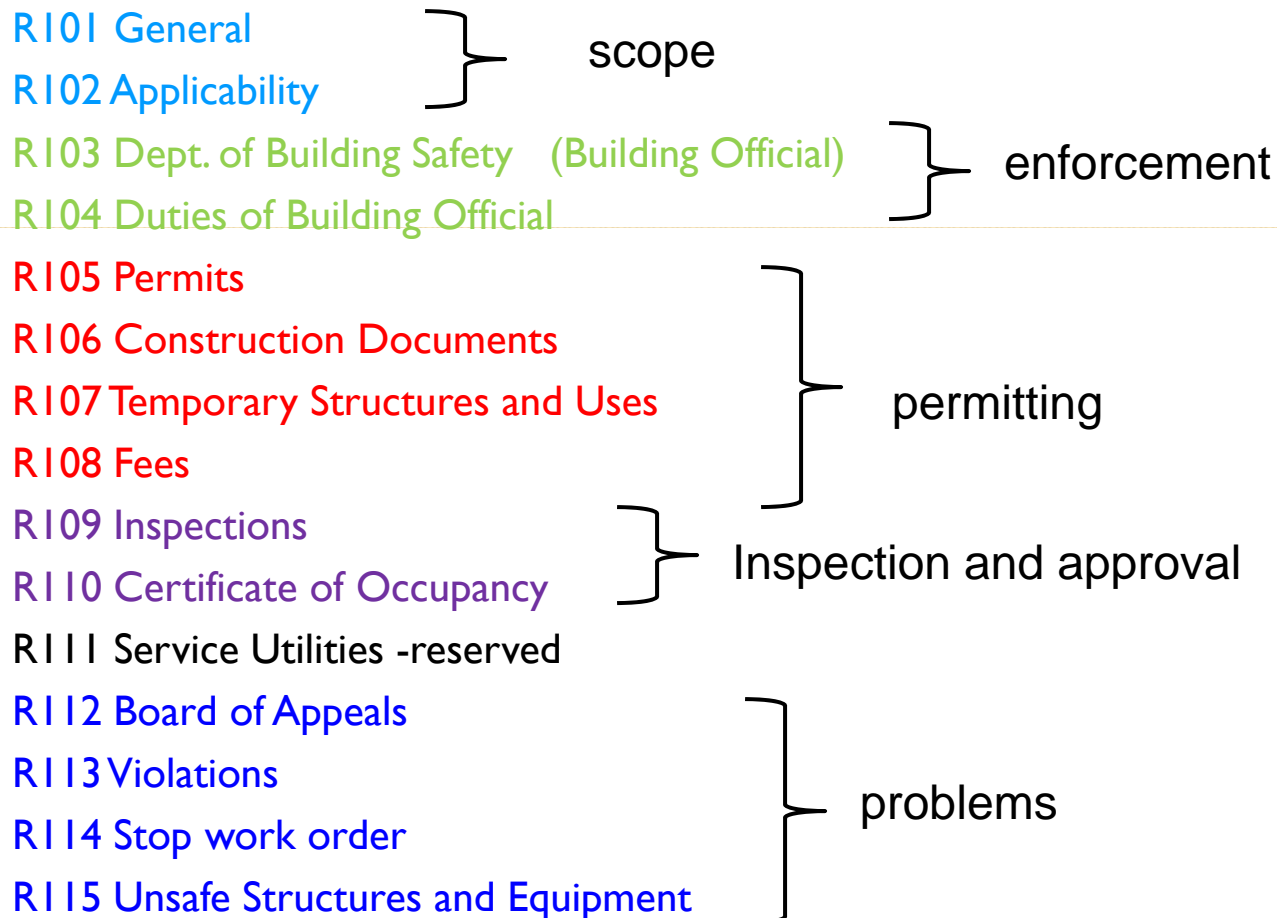 R101 General
scope
R102 Applicability
R103 Dept. of Building Safety (Building Official)
enforcement
R104 Duties of Building Official
R105 Permits
R106 Construction Documents
R107 Temporary Structures and Uses
permitting
R108 Fees
R109 Inspections
Inspection and approval
R110 Certificate of Occupancy
R111 Service Utilities -reserved
R112 Board of Appeals
R113 Violations
problems
R114 Stop work order
R115 Unsafe Structures and Equipment